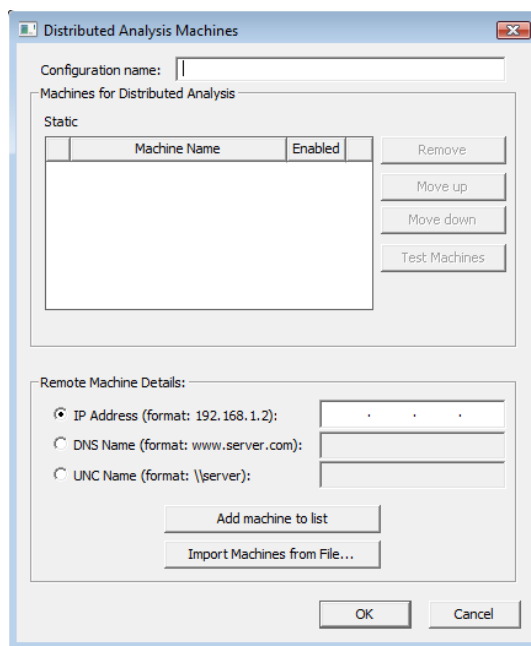 Distributed Analysis Machines
Configuration name:
Machines for Distributed Analysis
Static
Machine Name Enabled
Remove
Move up
Move down
Test Machines
Remote Machine Details:
IP Address (format: 192.168.1.2): . . .
DNS Name (format: www.server.com):
UNC Name (format: \\server):
Add machine to list
Import Machines from File...
OK Cancel